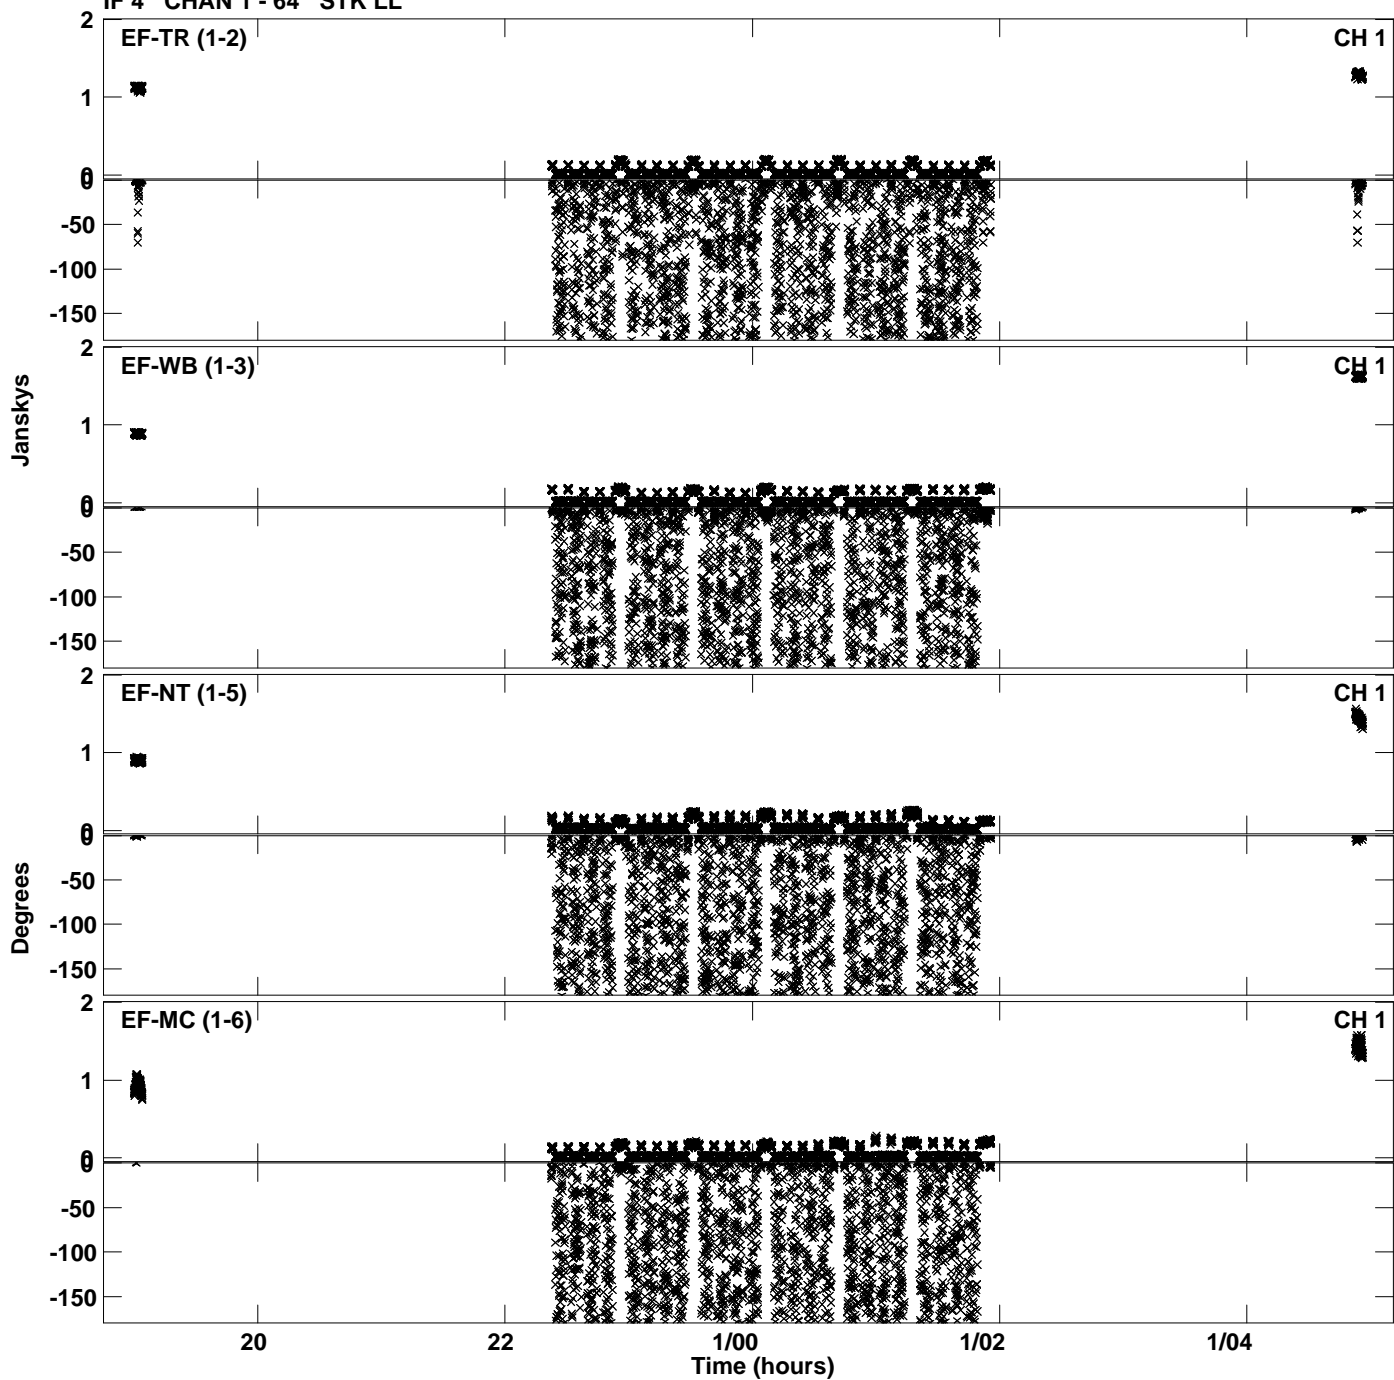 IF 4 CHAN 1 - 64 STK LL
2
EF-TR (1-2)
CH 1
1
0
0
-50
-100
-150
2
EF-WB (1-3)
CH 1
Janskys
1
0
0
-50
-100
-150
2
EF-NT (1-5)
CH 1
1
0
0
-50
Degrees
-100
-150
2
EF-MC (1-6)
CH 1
1
0
0
-50
-100
-150
20 22 1/00 1/02 1/04
Time (hours)